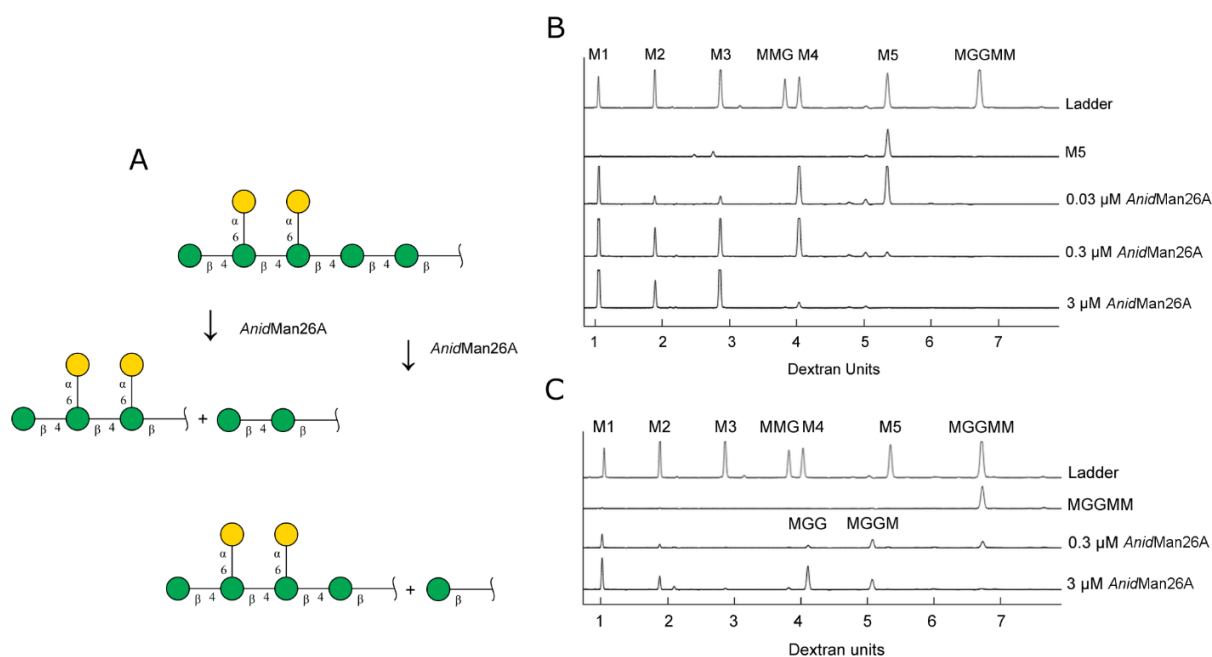 A
α
6
α
6
β 4 β 4 β 4 β
AnidMan26A
AnidMan26A
α
6
α
6
β 4 β 4 β
+
β 4 β
α
6
α
6
β 4 β 4 β 4 β
+
β
B
M1 M2 M3 MMG M4 M5 MGGMM
Ladder
M5
0.03 µM AnidMan26A
0.3 µM AnidMan26A
3 µM AnidMan26A
1 2 3 4 5 6 7
Dextran Units
C
M1 M2 M3 MMG M4 M5 MGGMM
Ladder
MGGMM
MGG MGGM
0.3 µM AnidMan26A
3 µM AnidMan26A
1 2 3 4 5 6 7
Dextran units